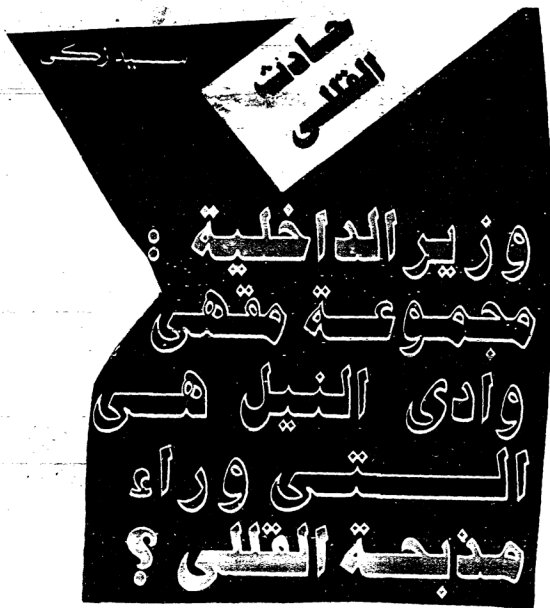 سيد زكى
حادث
القللى
وزير الداخلية :
مجموعة مقهى
وادى النيل هى
التى وراء
مذبحة القللى ؟